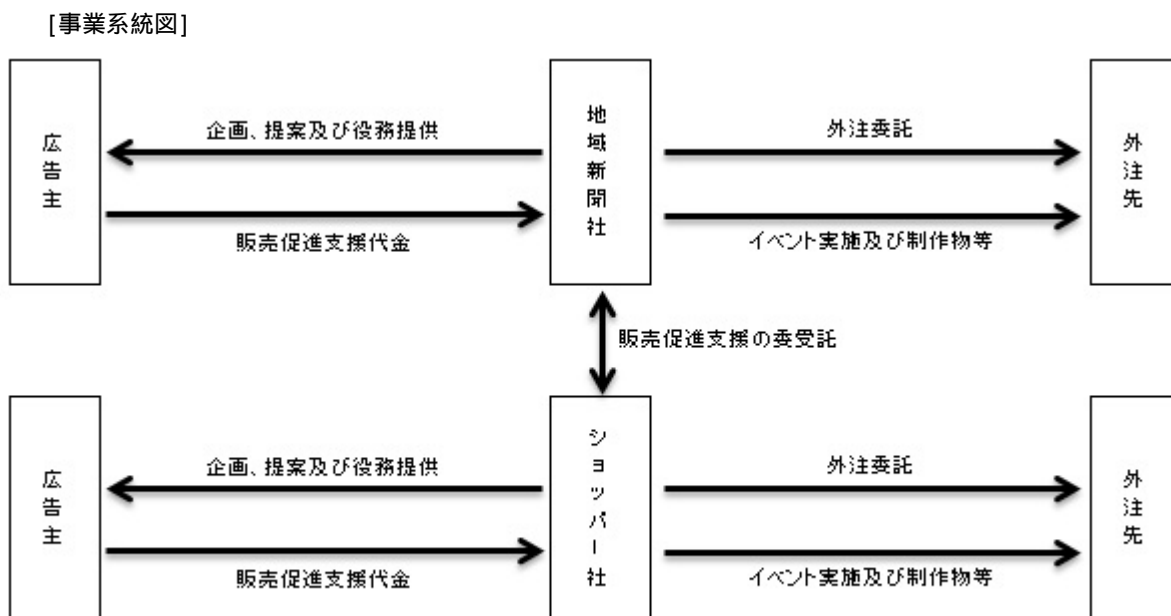 [事業系統図]
広告主
企画、提案及び役務提供
販売促進支援代金
地域新聞社
外注委託
イベント実施及び制作物等
外注先
販売促進支援の委受託
広告主
企画、提案及び役務提供
販売促進支援代金
ショッパー社
外注委託
イベント実施及び制作物等
外注先